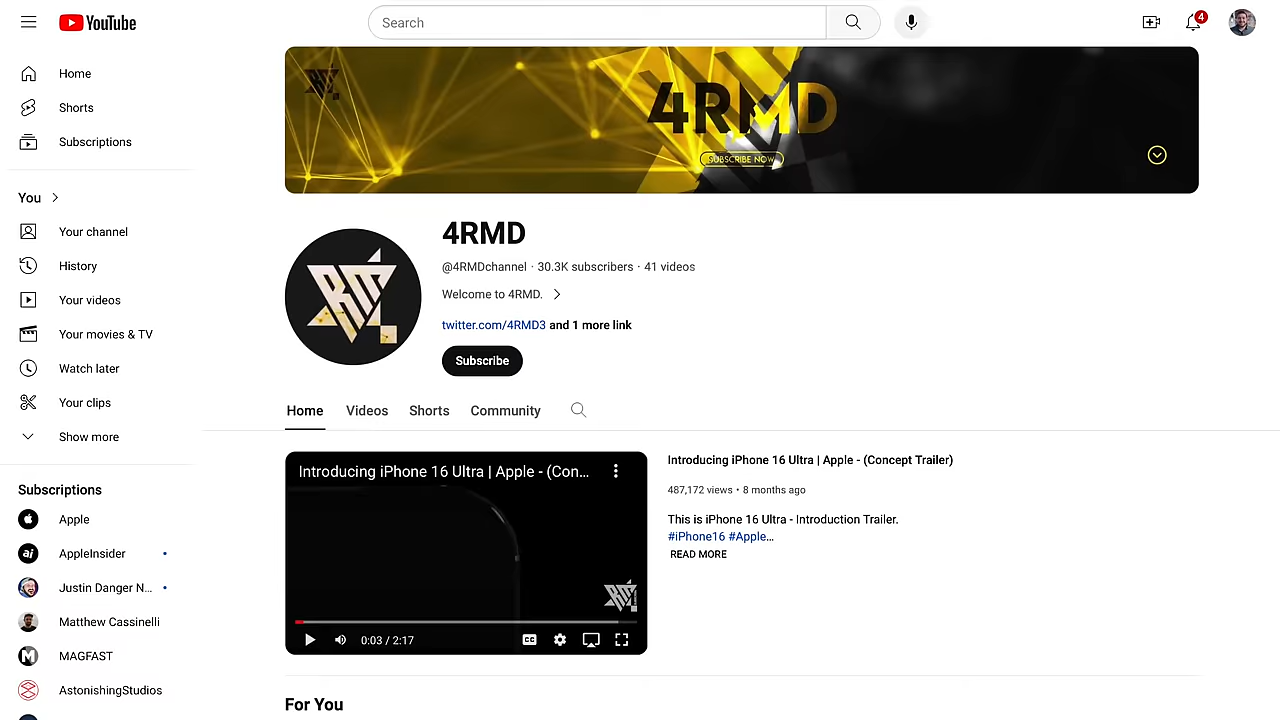 YouTube
Search
4
Home
Shorts
Subscriptions
You
Your channel
History
Your videos
Your movies & TV
Watch later
Your clips
Show more
Subscriptions
Apple
AppleInsider
Justin Danger N...
Matthew Cassinelli
MAGFAST
AstonishingStudios
4RMD
SUBSCRIBE NOW
4RMD
@4RMDchannel · 30.3K subscribers · 41 videos
Welcome to 4RMD.
twitter.com/4RMD3 and 1 more link
Subscribe
Home Videos Shorts Community
Introducing iPhone 16 Ultra | Apple - (Con...
0:03 / 2:17
CC
Introducing iPhone 16 Ultra | Apple - (Concept Trailer)
487,172 views • 8 months ago
This is iPhone 16 Ultra - Introduction Trailer.
#iPhone16 #Apple...
READ MORE
For You